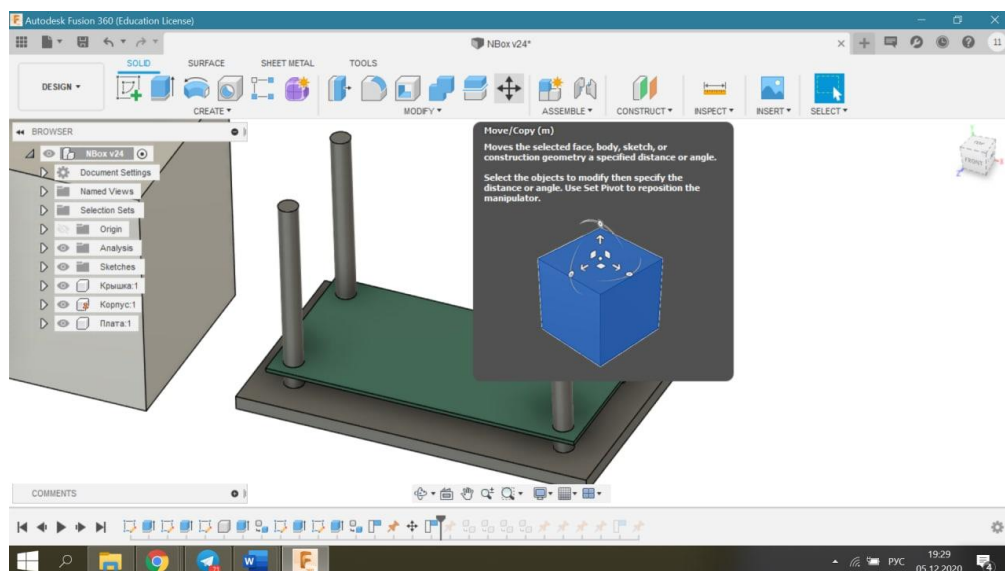 Autodesk Fusion 360 (Education License)
NBox v24*
11
SOLID
SURFACE
SHEET METAL
TOOLS
DESIGN
CREATE
MODIFY
ASSEMBLE
CONSTRUCT
INSPECT
INSERT
SELECT
BROWSER
NBox v24
Document Settings
Named Views
Selection Sets
Origin
Analysis
Sketches
Крышка:1
Корпус:1
Плата:1
Move/Copy (m)
Moves the selected face, body, sketch, or
construction geometry a specified distance or angle.
Select the objects to modify then specify the
distance or angle. Use Set Pivot to reposition the
manipulator.
FRONT
COMMENTS
РУС
19:29
05.12.2020